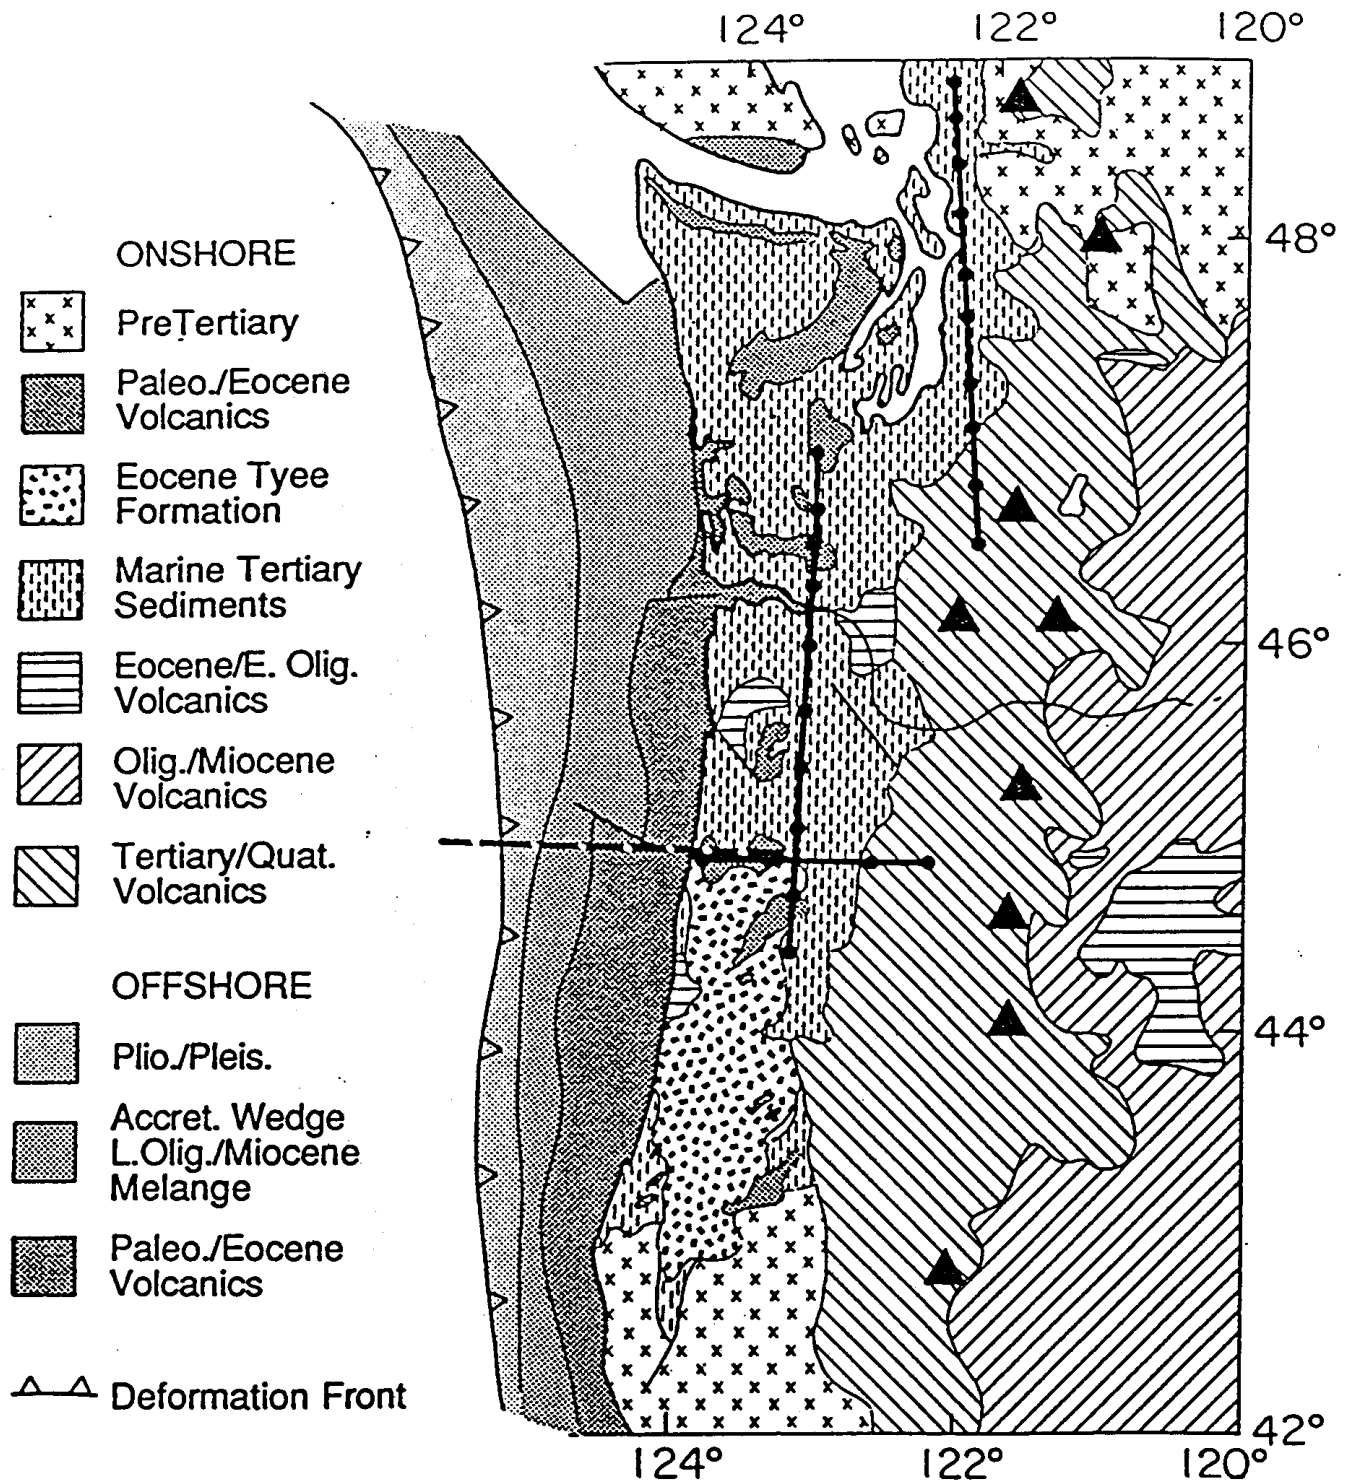 124° 122° 120°
48°
46°
44°
42°
124° 122° 120°
ONSHORE
PreTertiary
Paleo./Eocene
Volcanics
Eocene Tyee
Formation
Marine Tertiary
Sediments
Eocene/E. Olig.
Volcanics
Olig./Miocene
Volcanics
Tertiary/Quat.
Volcanics
OFFSHORE
Plio./Pleis.
Accret. Wedge
L.Olig./Miocene
Melange
Paleo./Eocene
Volcanics
Deformation Front